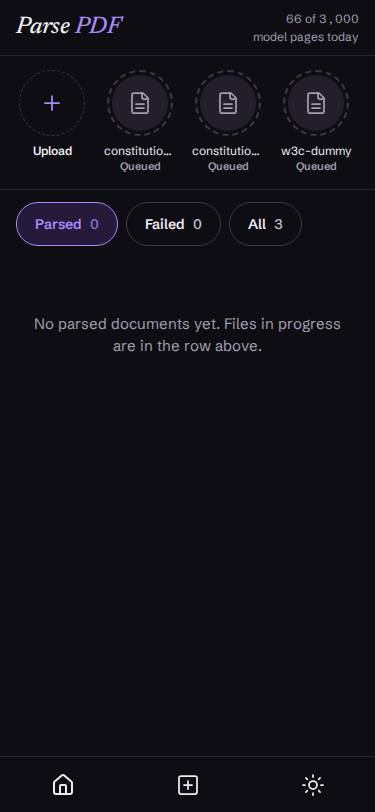 Parse PDF
66 of 3,000
model pages today
Upload
constitutio...
Queued
constitutio...
Queued
w3c-dummy
Queued
Parsed 0
Failed 0
All 3
No parsed documents yet. Files in progress
are in the row above.